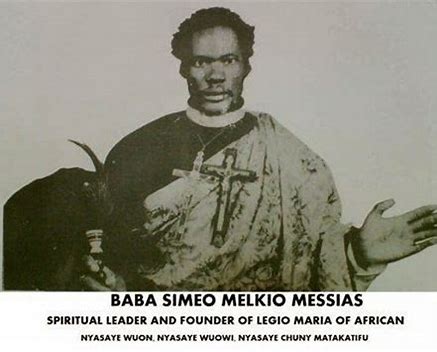 BABA SIMEO MELKIO MESSIAS
SPIRITUAL LEADER AND FOUNDER OF LEGIO MARIA OF AFRICAN
NYASAYE WUON, NYASAYE WUOWI, NYASAYE CHUNY MATAKATIFU